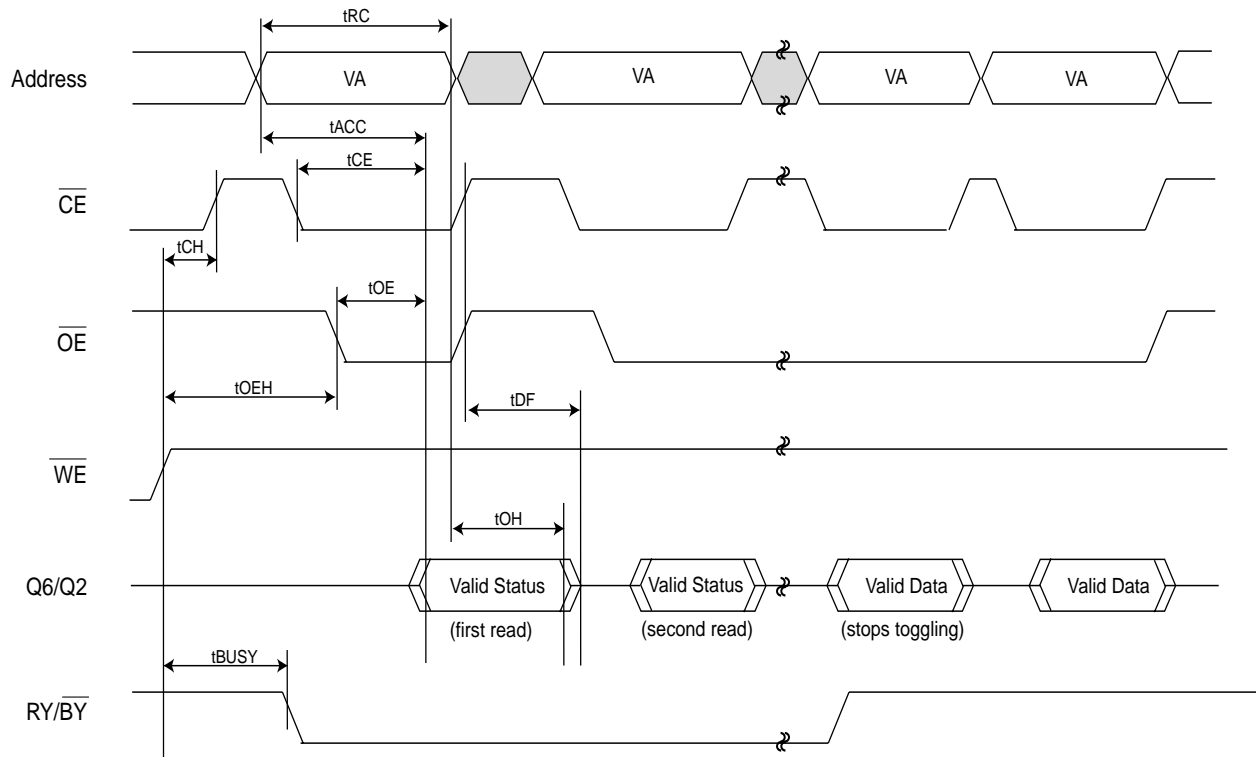 tRC
Address VA VA VA VA
tACC
tCE
CE
tCH
tOE
OE
tOEH
tDF
WE
tOH
Q6/Q2 Valid Status Valid Status Valid Data Valid Data
(first read) (second read) (stops toggling)
tBUSY
RY/BY